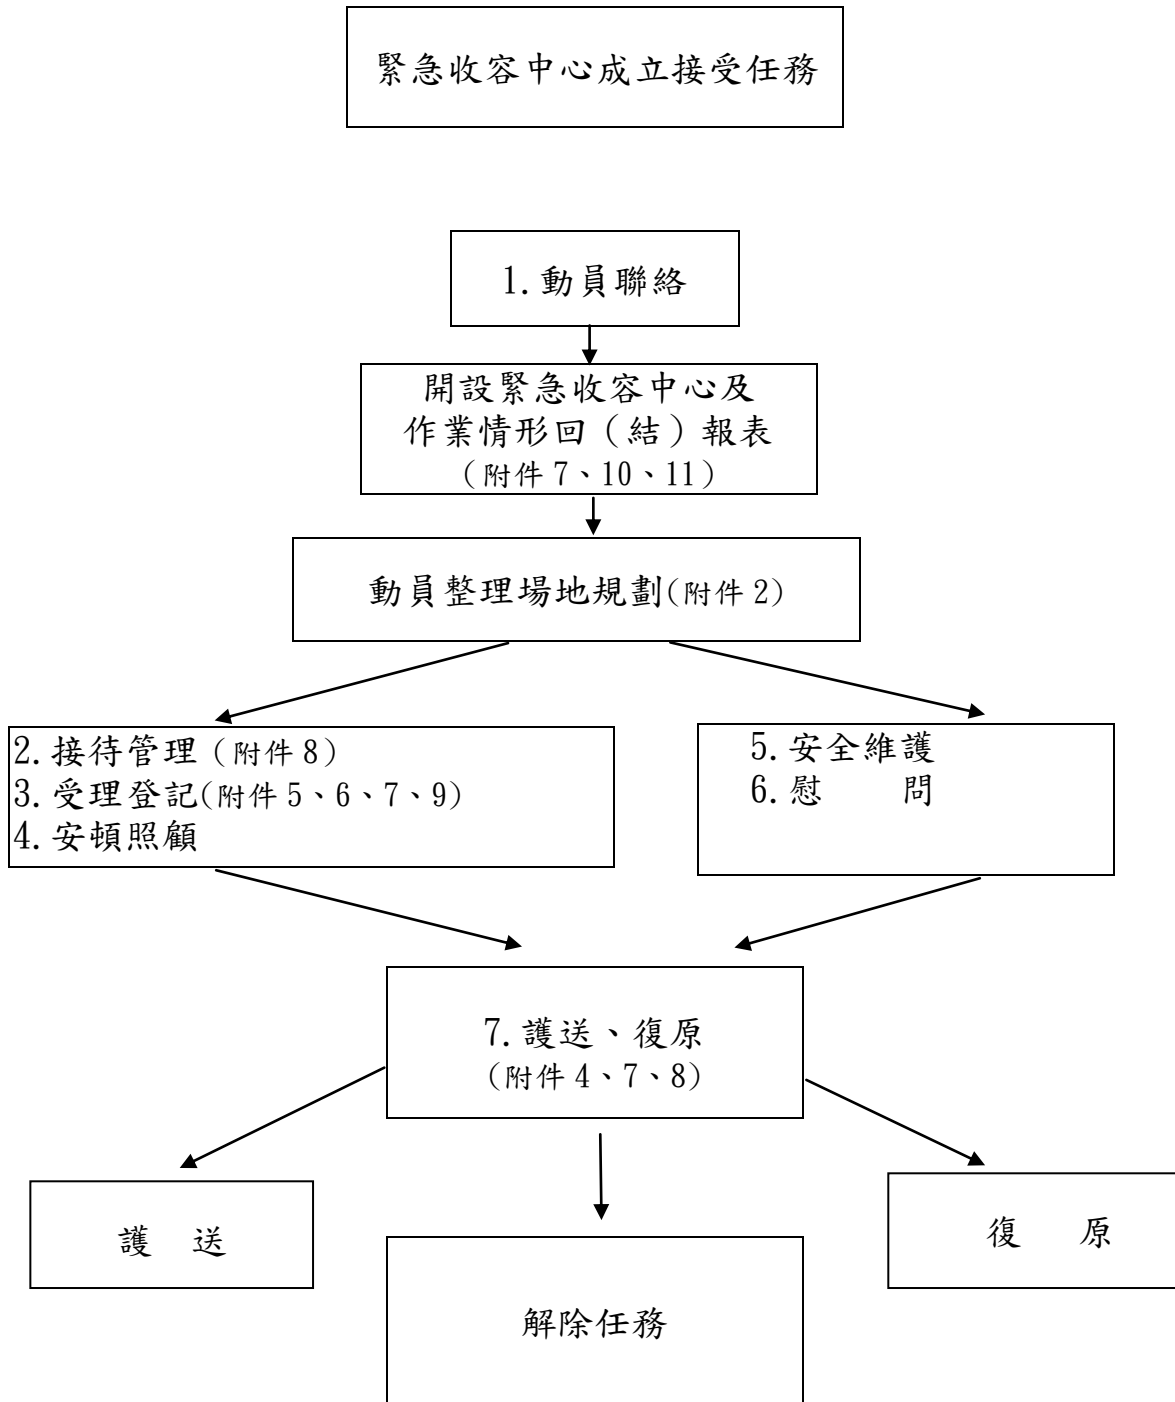 緊急收容中心成立接受任務
1.動員聯絡
開設緊急收容中心及
作業情形回（結）報表
（附件7、10、11）
動員整理場地規劃(附件2)
2.接待管理（附件8）
3.受理登記(附件5、6、7、9)
4.安頓照顧
5.安全維護
6.慰　　問
7.護送、復原
(附件4、7、8)
護　送
復　原
解除任務